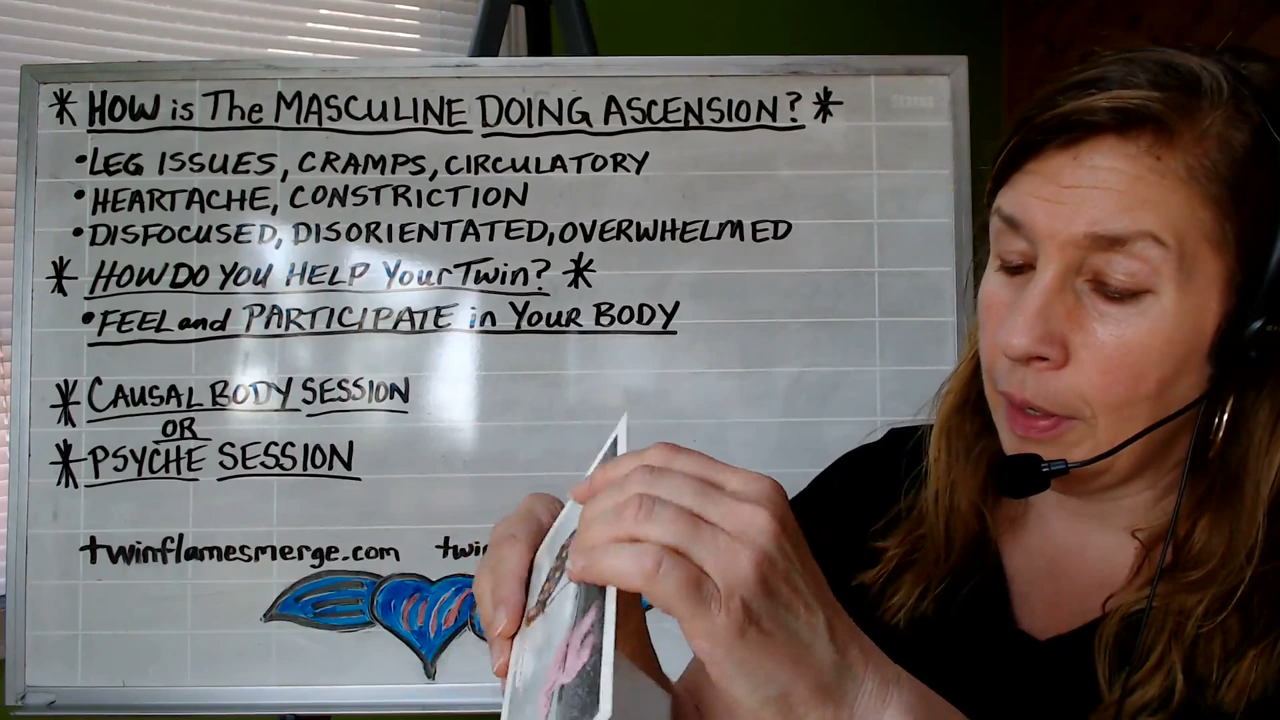 * HOW is The MASCULINE DOING ASCENSION? *
• LEG ISSUES, CRAMPS, CIRCULATORY
• HEARTACHE, CONSTRICTION
• DISFOCUSED, DISORIENTATED, OVERWHELMED
* HOW DO YOU HELP Your Twin? *
• FEEL and PARTICIPATE in Your BODY
* CAUSAL BODY SESSION
OR
* PSYCHE SESSION
twinflamesmerge.com twi